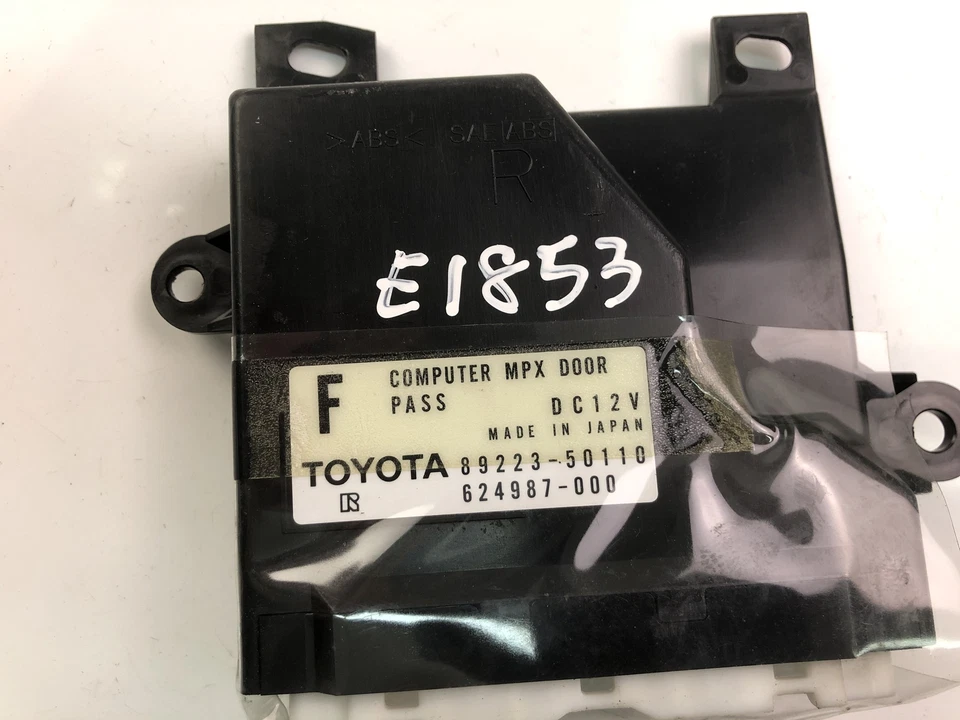 >ABS< SAE|ABS|
R
E1853
F
COMPUTER MPX DOOR
PASS DC12V
MADE IN JAPAN
TOYOTA 89223-50110
624987-000